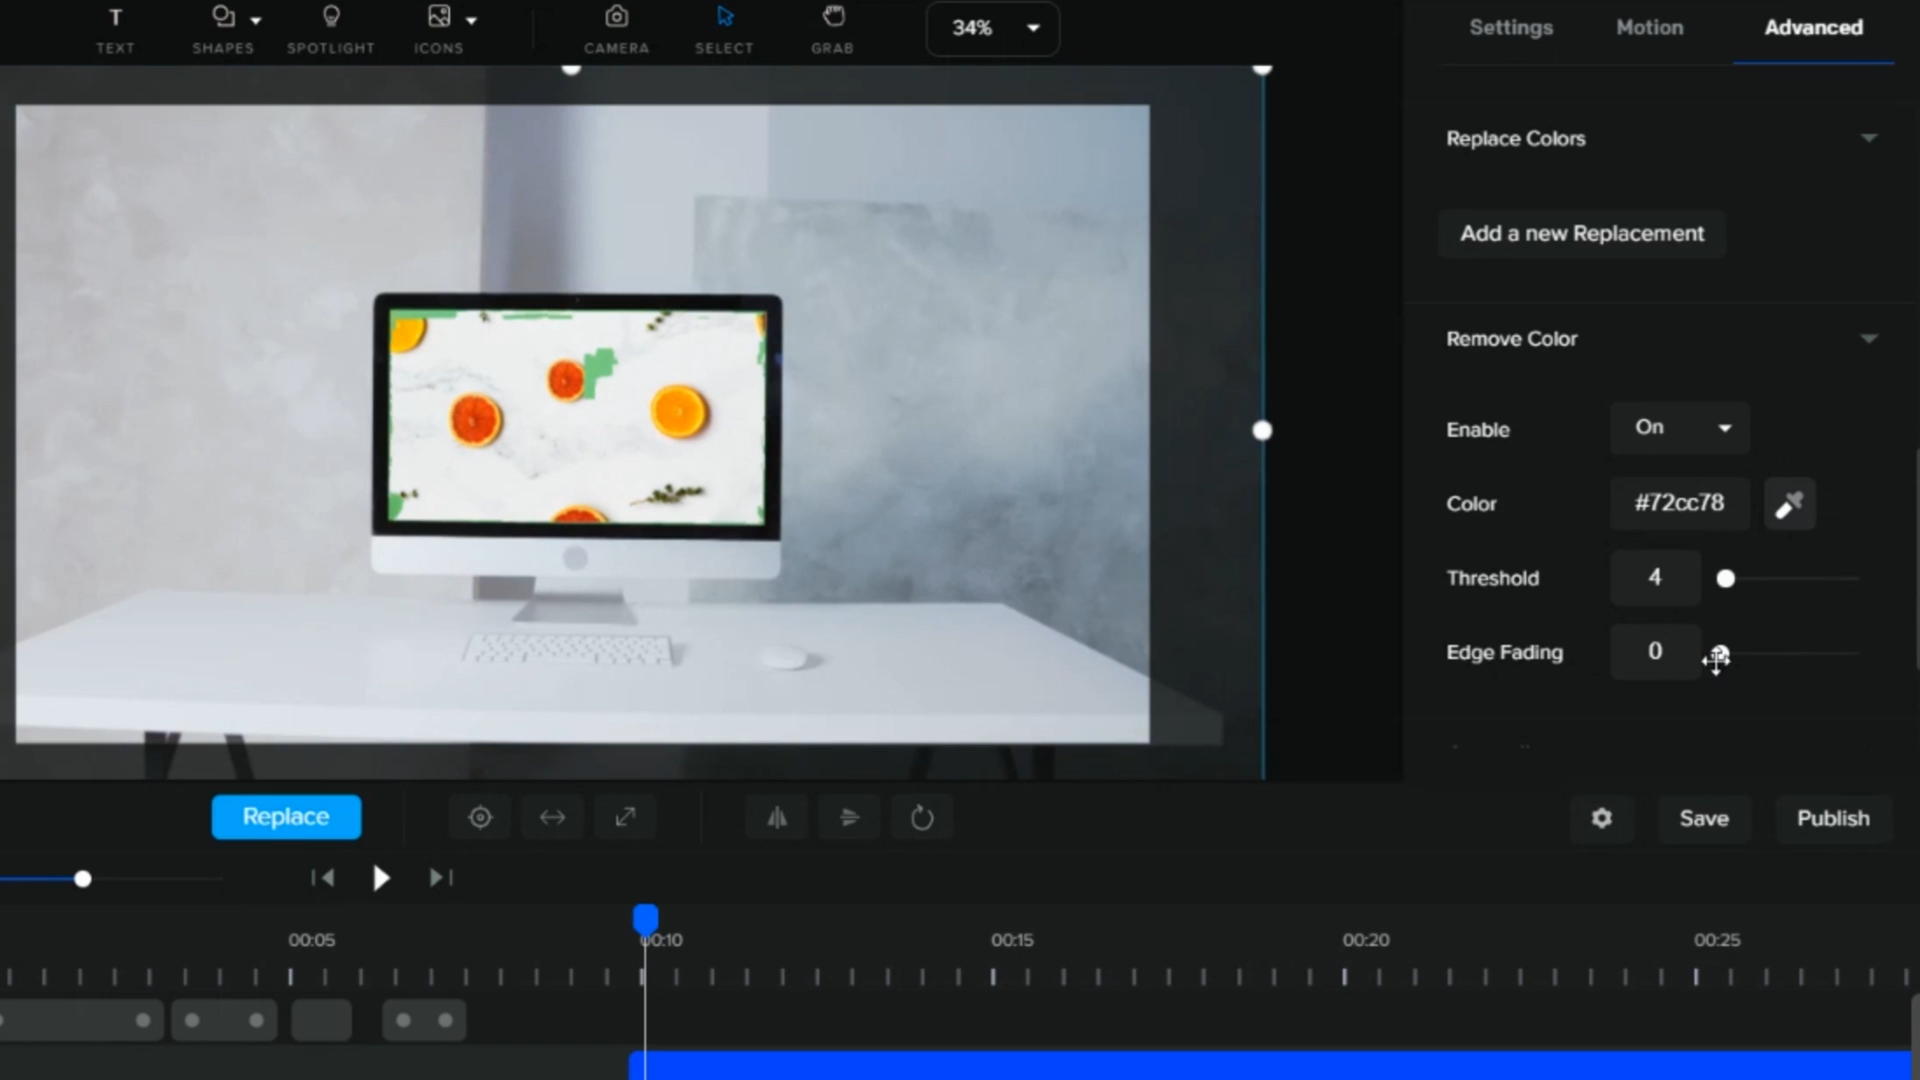 T
TEXT
SHAPES
SPOTLIGHT
ICONS
CAMERA
SELECT
GRAB
34%
Settings
Motion
Advanced
Replace Colors
Add a new Replacement
Remove Color
Enable
On
Color
#72cc78
Threshold
4
Edge Fading
0
Replace
Save
Publish
00:05
00:10
00:15
00:20
00:25